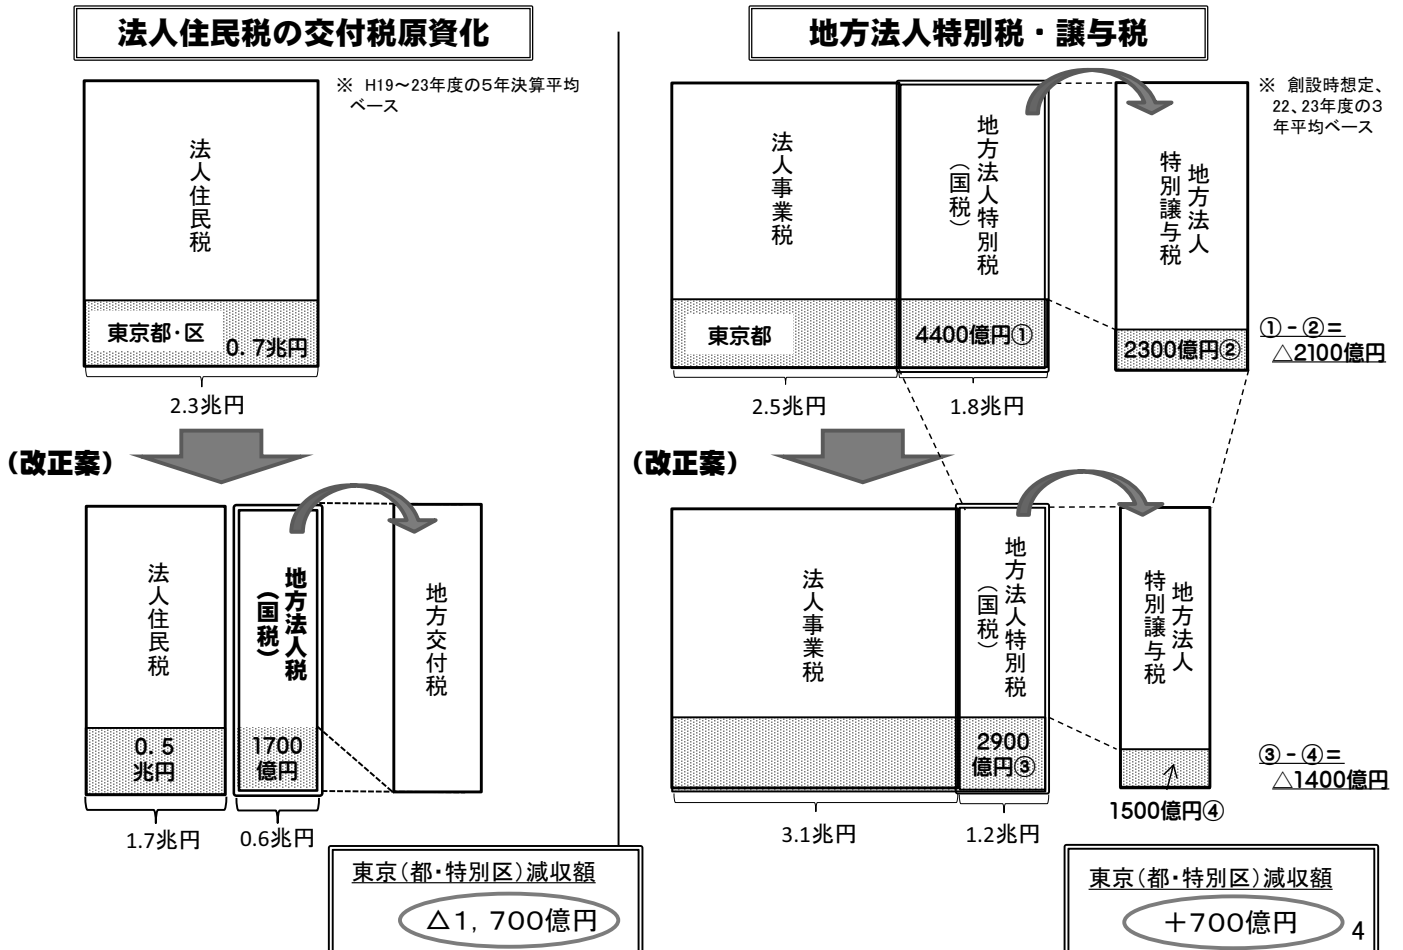 法人住民税の交付税原資化
※ H19～23年度の5年決算平均
ベース
法人住民税
東京都・区
0.7兆円
2.3兆円
（改正案）
法人住民税
地方法人税
（国税）
地方交付税
0.5
兆円
1700
億円
1.7兆円
0.6兆円
東京（都・特別区）減収額
△1，700億円
地方法人特別税・譲与税
※ 創設時想定、
22、23年度の3
年平均ベース
法人事業税
地方法人特別税
（国税）
地方法人
特別譲与税
東京都
4400億円①
2300億円②
①-②=
△2100億円
2.5兆円
1.8兆円
（改正案）
法人事業税
地方法人特別税
（国税）
地方法人
特別譲与税
2900
億円③
1500億円④
③-④=
△1400億円
3.1兆円
1.2兆円
東京（都・特別区）減収額
＋700億円
4